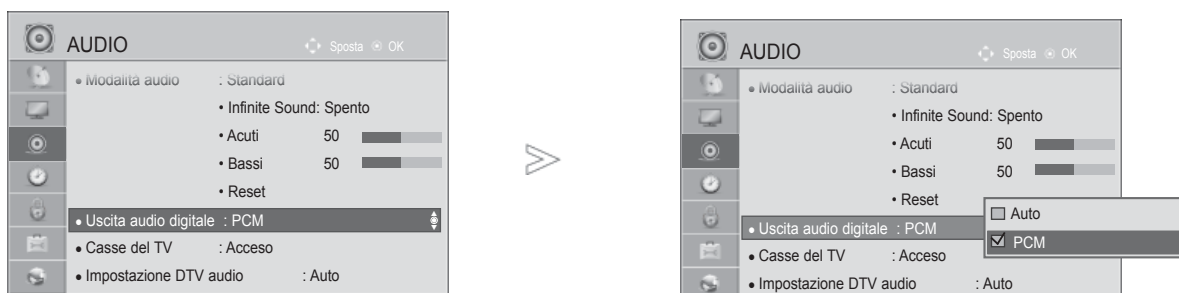 AUDIO
Sposta OK
• Modalità audio : Standard
• Infinite Sound: Spento
• Acuti 50
• Bassi 50
• Reset
• Uscita audio digitale : PCM
• Casse del TV : Acceso
• Impostazione DTV audio : Auto
AUDIO
Sposta OK
• Modalità audio : Standard
• Infinite Sound: Spento
• Acuti 50
• Bassi 50
• Reset
• Uscita audio digitale : PCM
• Casse del TV : Acceso
• Impostazione DTV audio : Auto
Auto
PCM